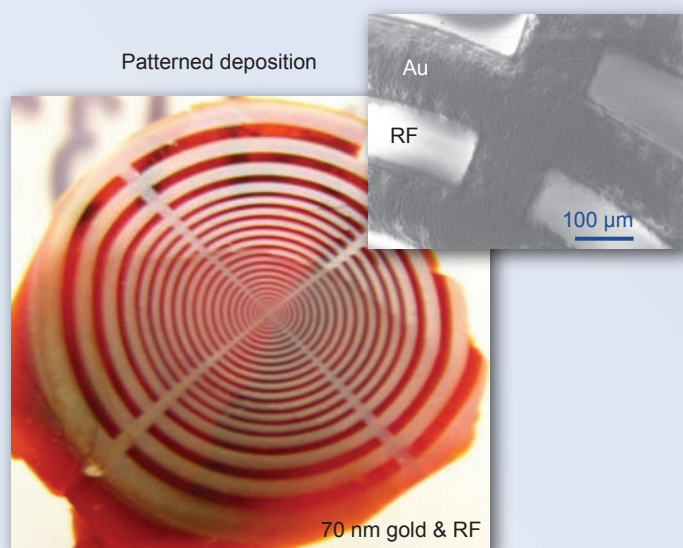 Patterned deposition
Au
RF
100 μm
70 nm gold & RF